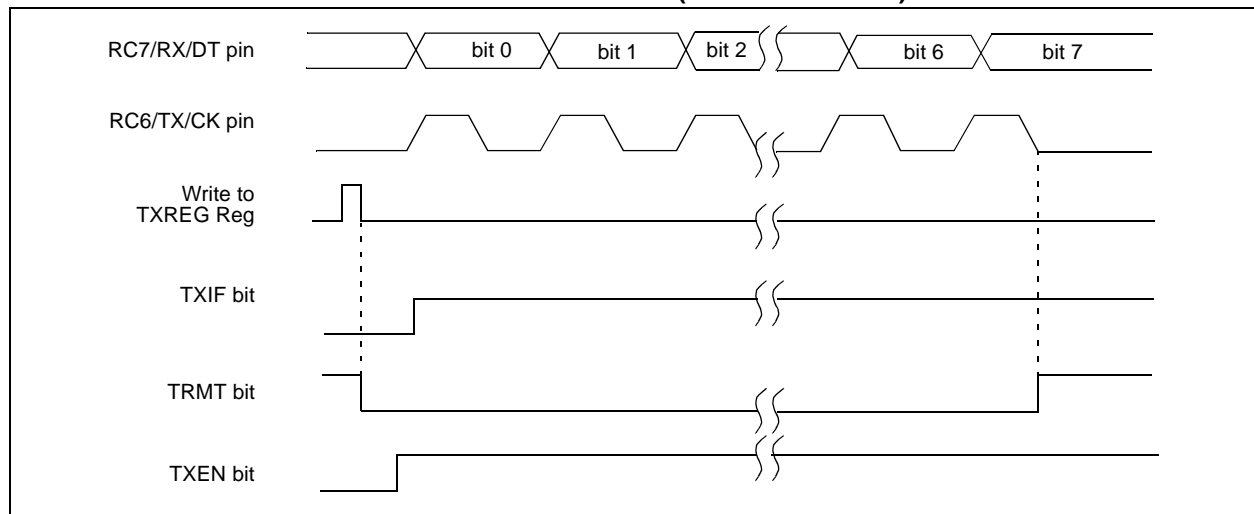 RC7/RX/DT pin
bit 0
bit 1
bit 2
bit 6
bit 7
RC6/TX/CK pin
Write to
TXREG Reg
TXIF bit
TRMT bit
TXEN bit